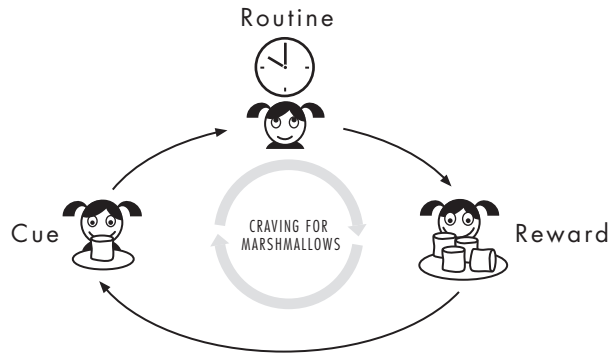 Routine
Cue
CRAVING FOR
MARSHMALLOWS
Reward